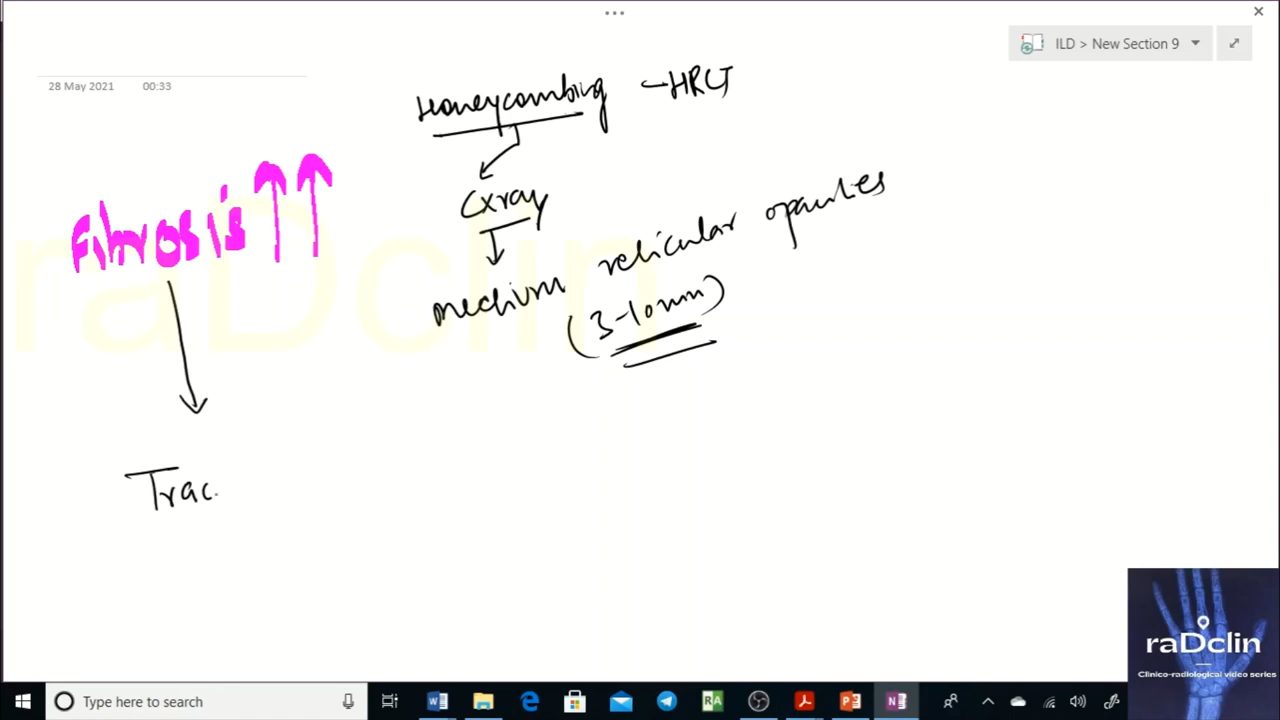 ILD > New Section 9
28 May 2021 00:33
Honeycombing - HRCT
Fibrosis ↑↑
Cxray
medium reticular opacities
(3-10mm)
raDclin
Trac
raDclin
Clinico-radiological video series
Type here to search